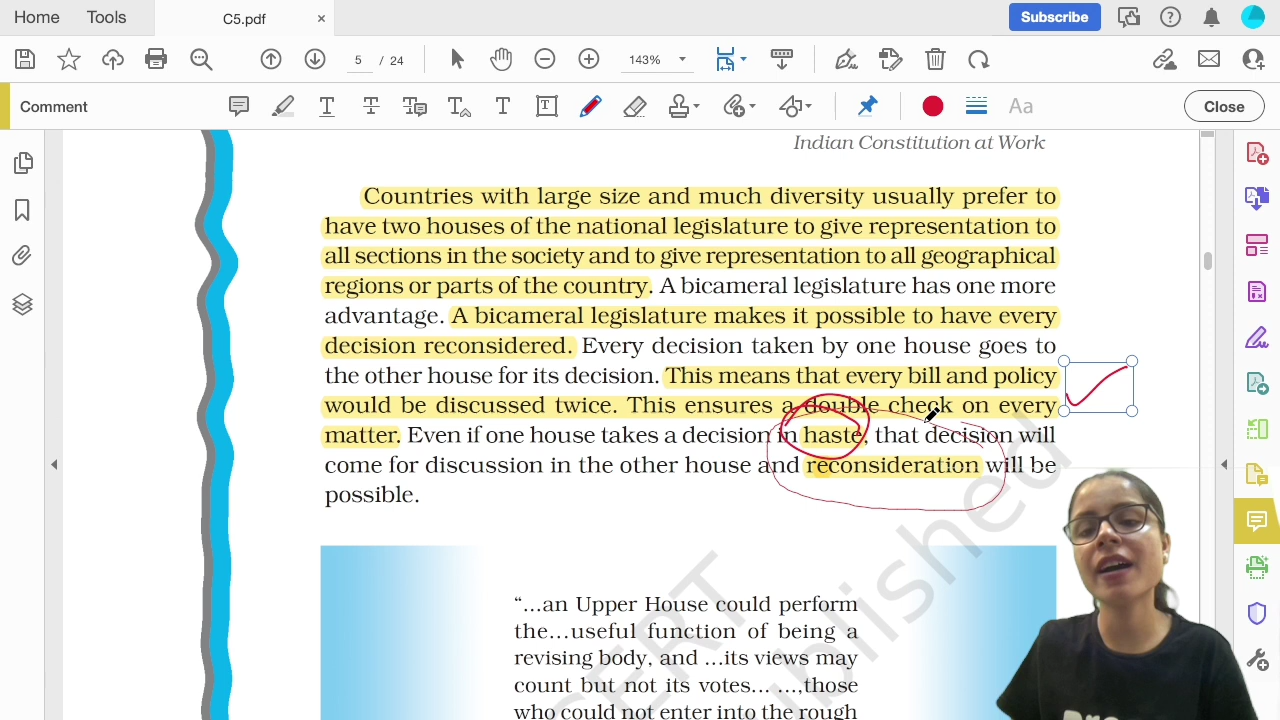 Home
Tools
C5.pdf
×
Subscribe
5 / 24
143%
Comment
T
T
T
T
T
T
Aa
Close
Indian Constitution at Work
Countries with large size and much diversity usually prefer to
have two houses of the national legislature to give representation to
all sections in the society and to give representation to all geographical
regions or parts of the country. A bicameral legislature has one more
advantage. A bicameral legislature makes it possible to have every
decision reconsidered. Every decision taken by one house goes to
the other house for its decision. This means that every bill and policy
would be discussed twice. This ensures a double check on every
matter. Even if one house takes a decision in haste, that decision will
come for discussion in the other house and reconsideration will be
possible.
“...an Upper House could perform
the...useful function of being a
revising body, and ...its views may
count but not its votes... ...,those
who could not enter into the rough